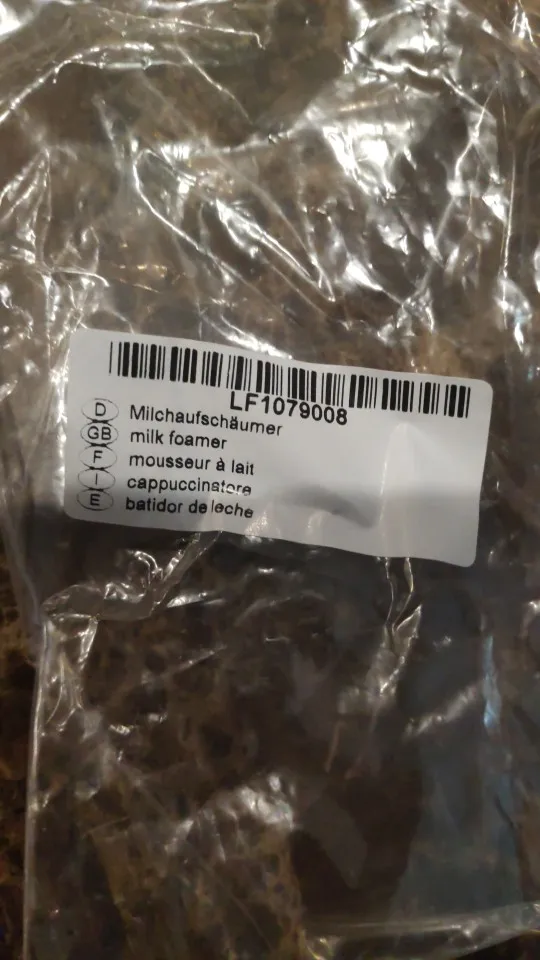 LF1079008
D Milchaufschäumer
GB milk foamer
F mousseur à lait
I cappuccinatore
E batidor de leche